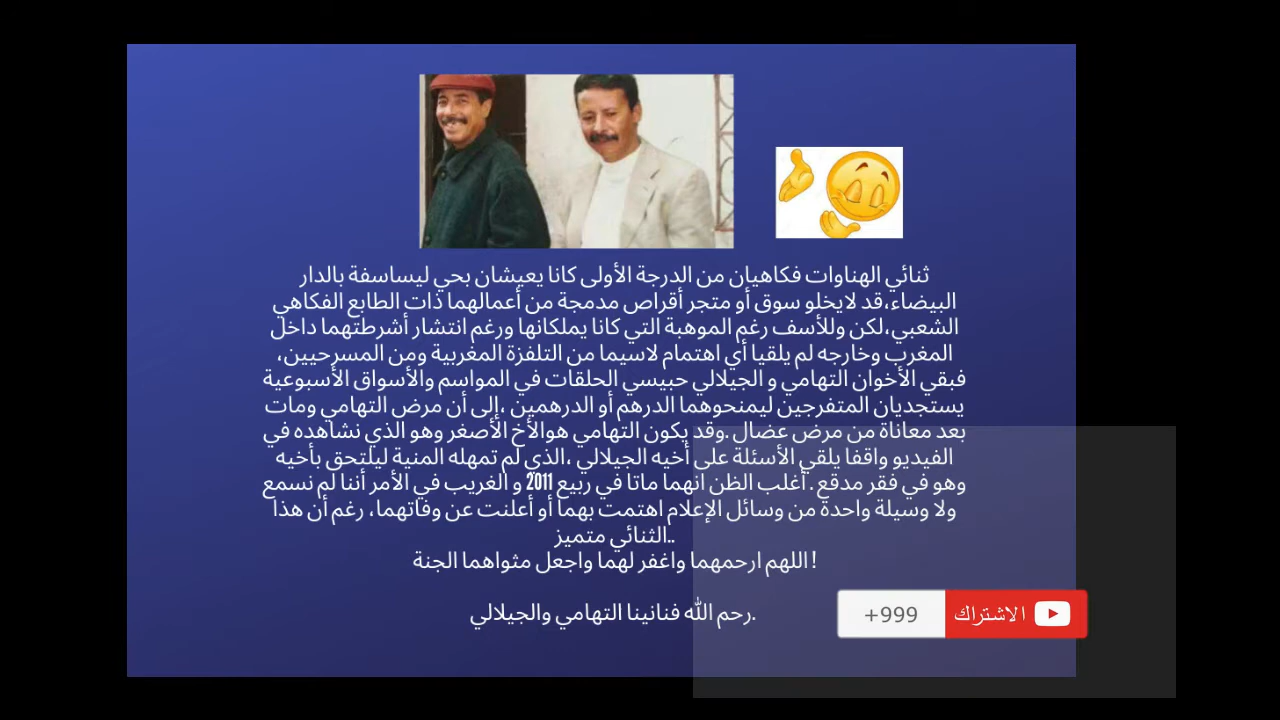 ثنائي الهناوات فكاهيان من الدرجة الأولى كانا يعيشان بحي ليساسفة بالدار
البيضاء،قد لايخلو سوق أو متجر أقراص مدمجة من أعمالهما ذات الطابع الفكاهي
الشعبي،لكن وللأسف رغم الموهبة التي كانا يملكانها ورغم انتشار أشرطتهما داخل
المغرب وخارجه لم يلقيا أي اهتمام لاسيما من التلفزة المغربية ومن المسرحيين،
فبقي الأخوان التهامي و الجيلالي حبيسي الحلقات في المواسم والأسواق الأسبوعية
يستجديان المتفرجين ليمنحوهما الدرهم أو الدرهمين ،إلى أن مرض التهامي ومات
بعد معاناة من مرض عضال .وقد يكون التهامي هوالأخ الأصغر وهو الذي نشاهده في
الفيديو واقفا يلقي الأسئلة على أخيه الجيلالي ،الذي لم تمهله المنية ليلتحق بأخيه
وهو في فقر مدقع . أغلب الظن انهما ماتا في ربيع 2011 و الغريب في الأمر أننا لم نسمع
ولا وسيلة واحدة من وسائل الإعلام اهتمت بهما أو أعلنت عن وفاتهما، رغم أن هذا
الثنائي متميز..
اللهم ارحمهما واغفر لهما واجعل مثواهما الجنة !
رحم الله فنانينا التهامي والجيلالي.
الاشتراك
999+